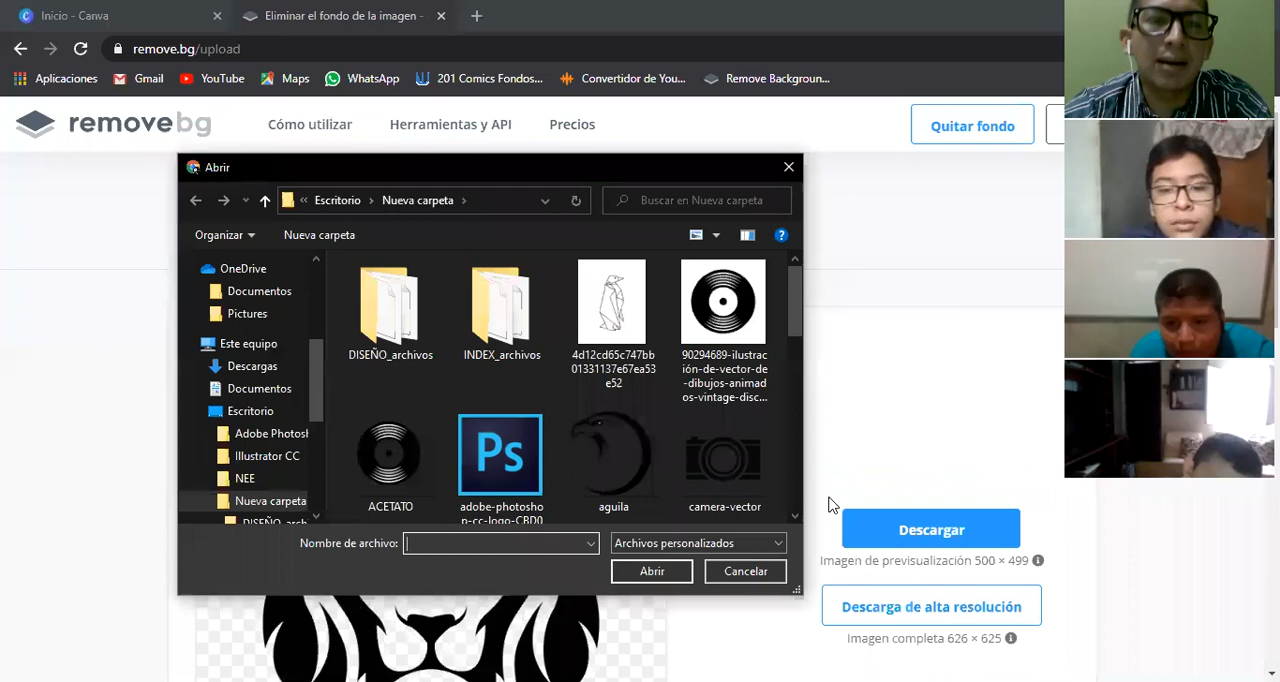 Inicio - Canva
Eliminar el fondo de la imagen -
remove.bg/upload
Aplicaciones
Gmail
YouTube
Maps
WhatsApp
201 Comics Fondos...
Convertidor de You...
Remove Backgroun...
removebg
Cómo utilizar
Herramientas y API
Precios
Quitar fondo
Abrir
« Escritorio > Nueva carpeta >
Buscar en Nueva carpeta
Organizar
Nueva carpeta
OneDrive
Documentos
Pictures
Este equipo
Descargas
Documentos
Escritorio
Adobe Photosh
Illustrator CC
NEE
Nueva carpeta
DISEÑO_arch
DISEÑO_archivos
INDEX_archivos
4d12cd65c747bb
01331137e67ea53
e52
90294689-ilustrac
ión-de-vector-de
-dibujos-animad
os-vintage-disc...
ACETATO
Ps
adobe-photosho
p-cc-logo-CBD0
aguila
camera-vector
Nombre de archivo:
Archivos personalizados
Abrir
Cancelar
Descargar
Imagen de previsualización 500 × 499
Descarga de alta resolución
Imagen completa 626 × 625